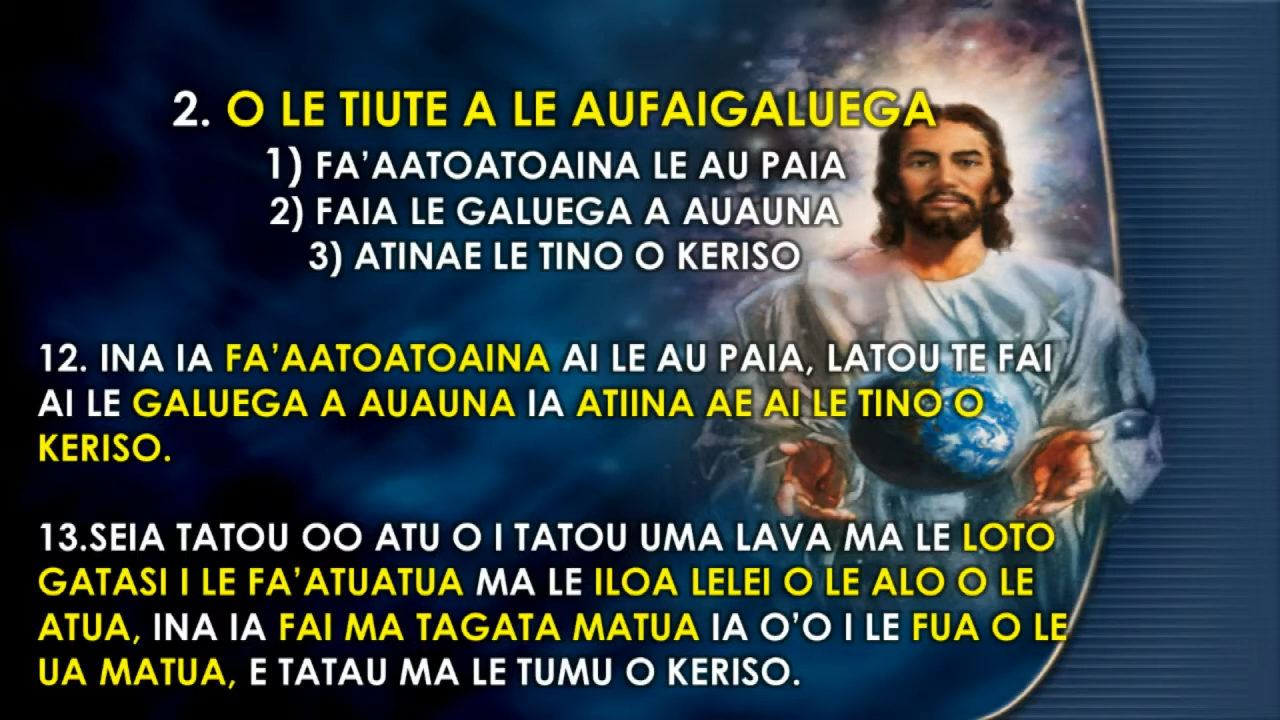 2. O LE TIUTE A LE AUFAIGALUEGA
1) FA’AATOATOAINA LE AU PAIA
2) FAIA LE GALUEGA A AUAUNA
3) ATINAE LE TINO O KERISO
12. INA IA FA’AATOATOAINA AI LE AU PAIA, LATOU TE FAI
AI LE GALUEGA A AUAUNA IA ATIINA AE AI LE TINO O
KERISO.
13.SEIA TATOU OO ATU O I TATOU UMA LAVA MA LE LOTO
GATASI I LE FA’ATUATUA MA LE ILOA LELEI O LE ALO O LE
ATUA, INA IA FAI MA TAGATA MATUA IA O’O I LE FUA O LE
UA MATUA, E TATAU MA LE TUMU O KERISO.